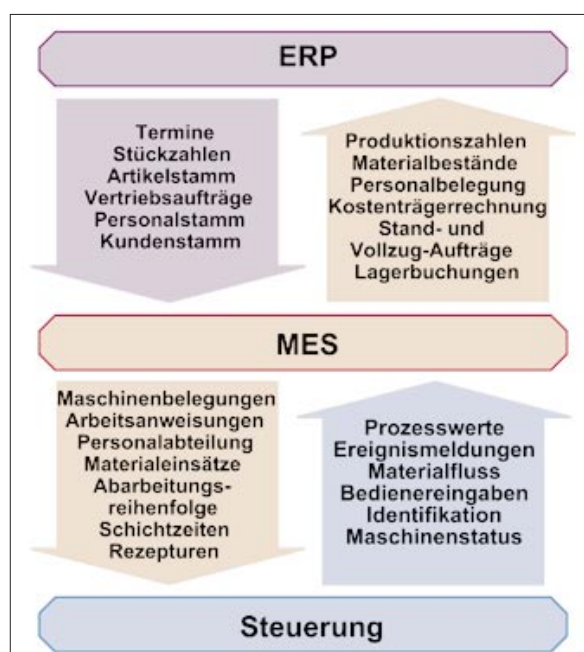 ERP
Termine
Stückzahlen
Artikelstamm
Vertriebsaufträge
Personalstamm
Kundenstamm
Produktionszahlen
Materialbestände
Personalbelegung
Kostenträgerrechnung
Stand- und
Vollzug-Aufträge
Lagerbuchungen
MES
Maschinenbelegungen
Arbeitsanweisungen
Personalabteilung
Materialeinsätze
Abarbeitungs-
reihenfolge
Schichtzeiten
Rezepturen
Prozesswerte
Ereignismeldungen
Materialfluss
Bedienereingaben
Identifikation
Maschinenstatus
Steuerung